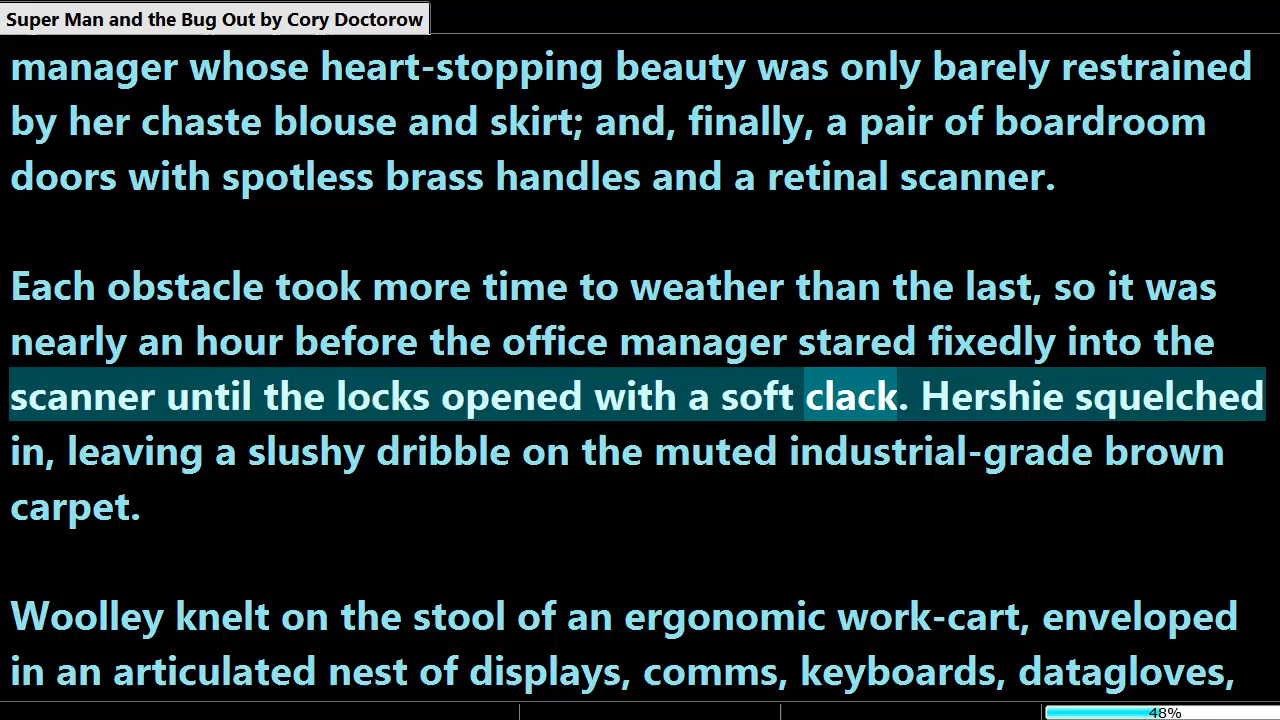 Super Man and the Bug Out by Cory Doctorow
manager whose heart-stopping beauty was only barely restrained
by her chaste blouse and skirt; and, finally, a pair of boardroom
doors with spotless brass handles and a retinal scanner.
Each obstacle took more time to weather than the last, so it was
nearly an hour before the office manager stared fixedly into the
scanner until the locks opened with a soft clack. Hershie squelched
in, leaving a slushy dribble on the muted industrial-grade brown
carpet.
Woolley knelt on the stool of an ergonomic work-cart, enveloped
in an articulated nest of displays, comms, keyboards, datagloves,
48%